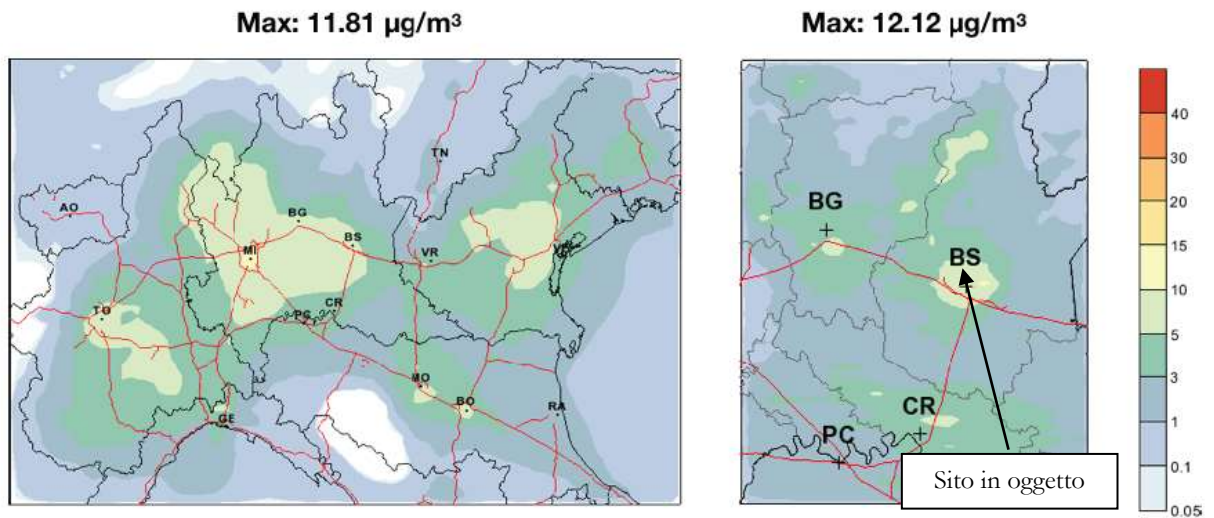 Max: 11.81 µg/m³
Max: 12.12 µg/m³
TN
AO
BG
BS
MI
VR
VE
TO
CR
PC
MO
BO
RA
GE
BG
BS
CR
PC
Sito in oggetto
40
30
20
15
10
5
3
1
0.1
0.05